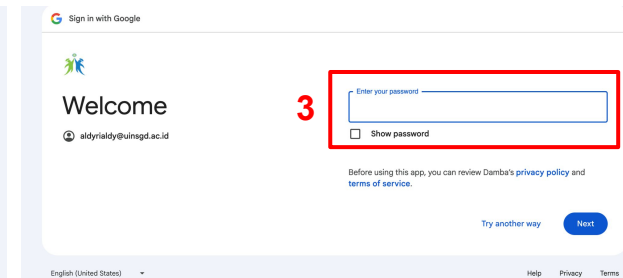 Sign in with Google
Welcome
aldyrialdy@uinsgd.ac.id
3
Enter your password
Show password
Before using this app, you can review Damba's privacy policy and
terms of service.
Try another way
Next
English (United States)
Help Privacy Terms